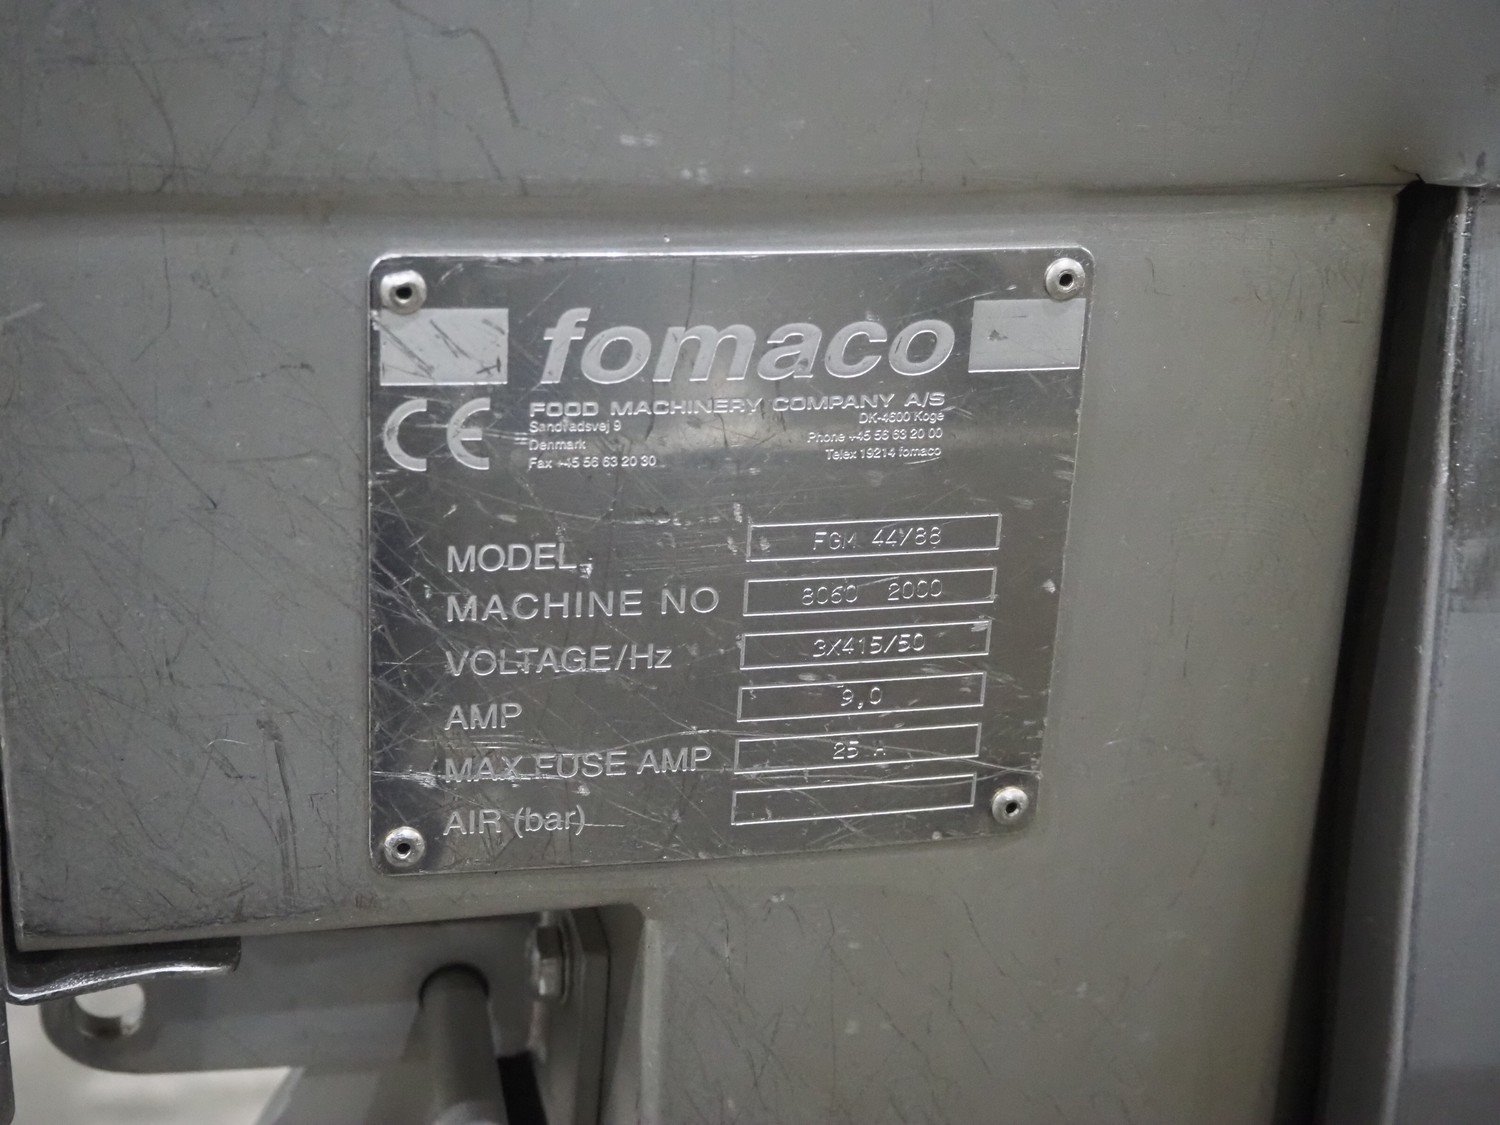 fomaco
FOOD MACHINERY COMPANY A/S
Sandvadsvej 9 DK-4600 Koge
Denmark Phone +45 56 63 20 00
Fax +45 56 63 20 30 Telex 19214 fomaco
CE
MODEL FGM 44/88
MACHINE NO 8060 2000
VOLTAGE/Hz 3X415/50
AMP 9,0
MAX FUSE AMP 25 A
AIR (bar)